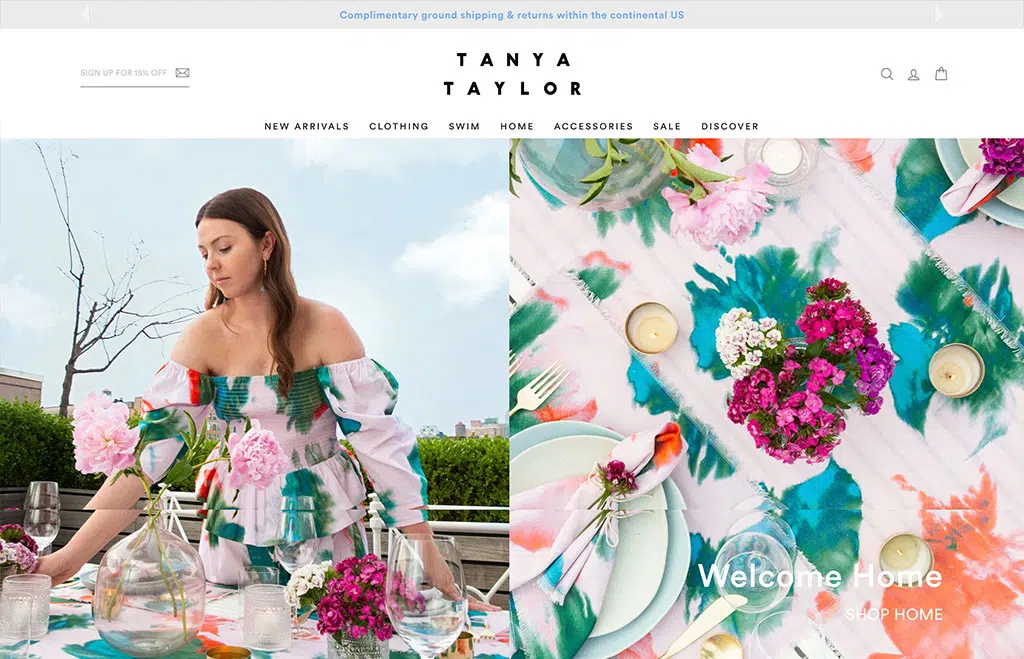 Complimentary ground shipping & returns within the continental US
SIGN UP FOR 15% OFF
TANYA
TAYLOR
NEW ARRIVALS CLOTHING SWIM HOME ACCESSORIES SALE DISCOVER
Welcome Home
SHOP HOME